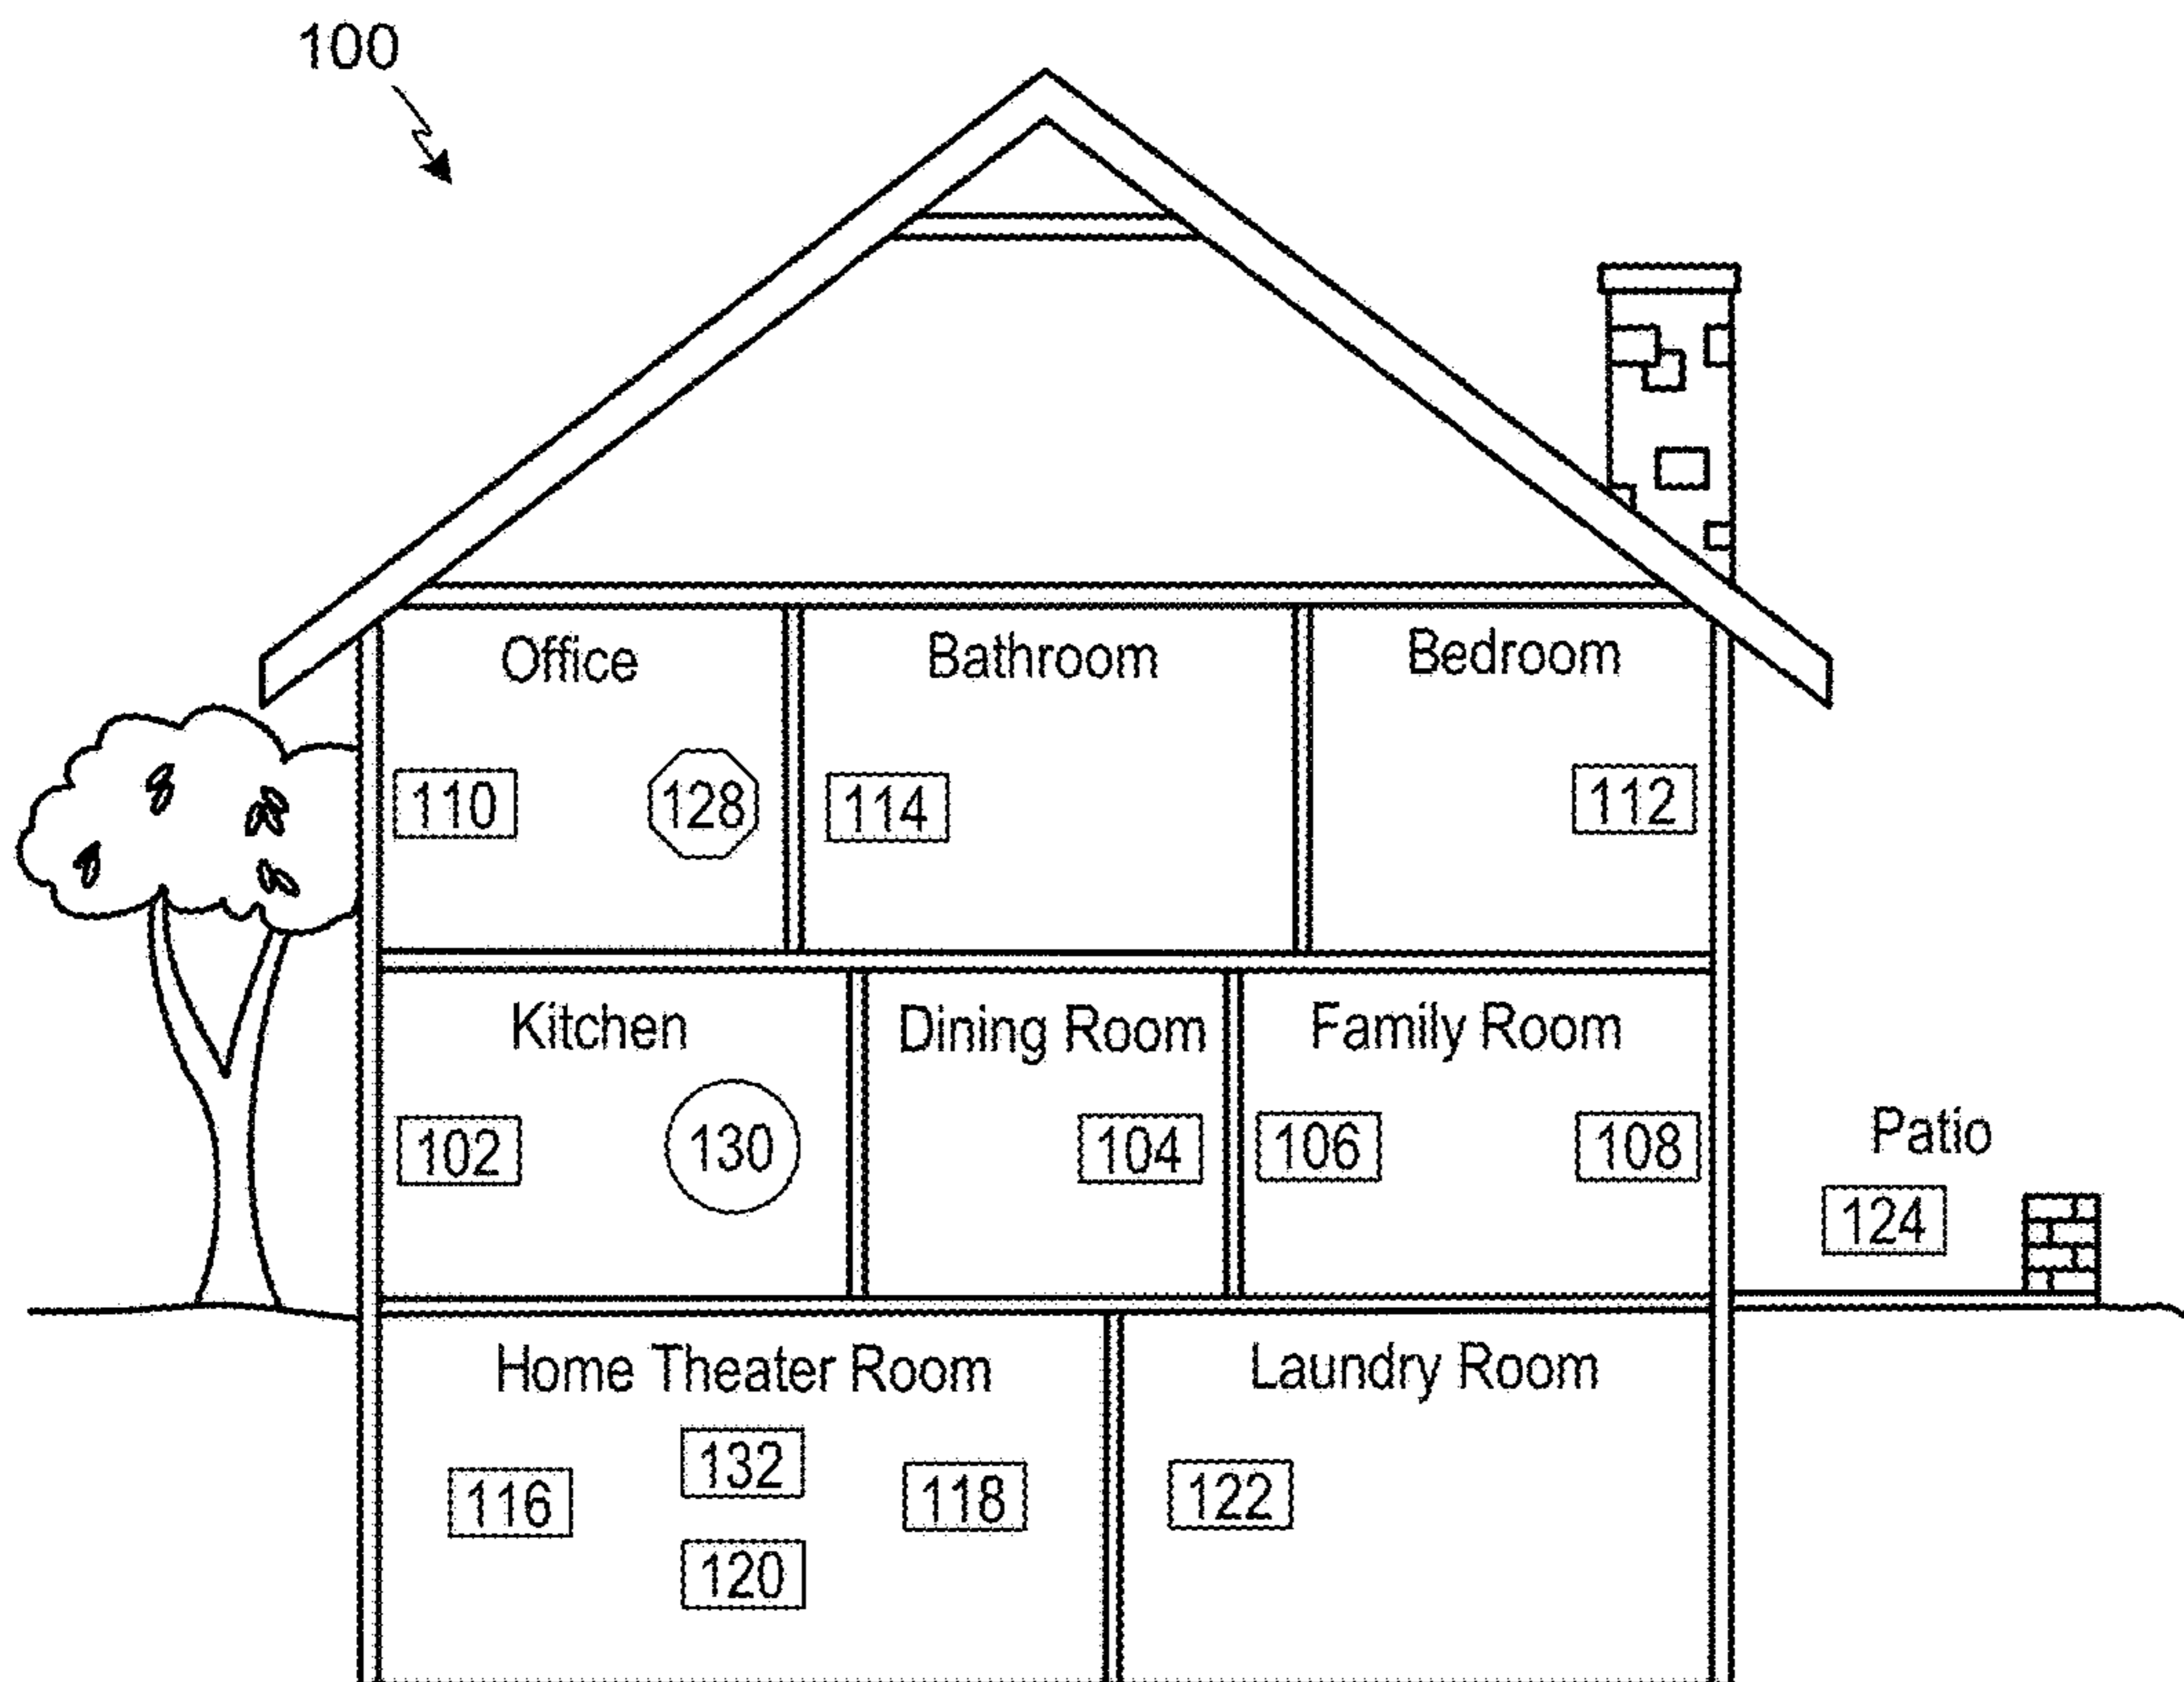 100
Office Bathroom Bedroom
110 128 114 112
Kitchen Dining Room Family Room
102 130 104 106 108
Patio
124
Home Theater Room Laundry Room
132
116 118 122
120